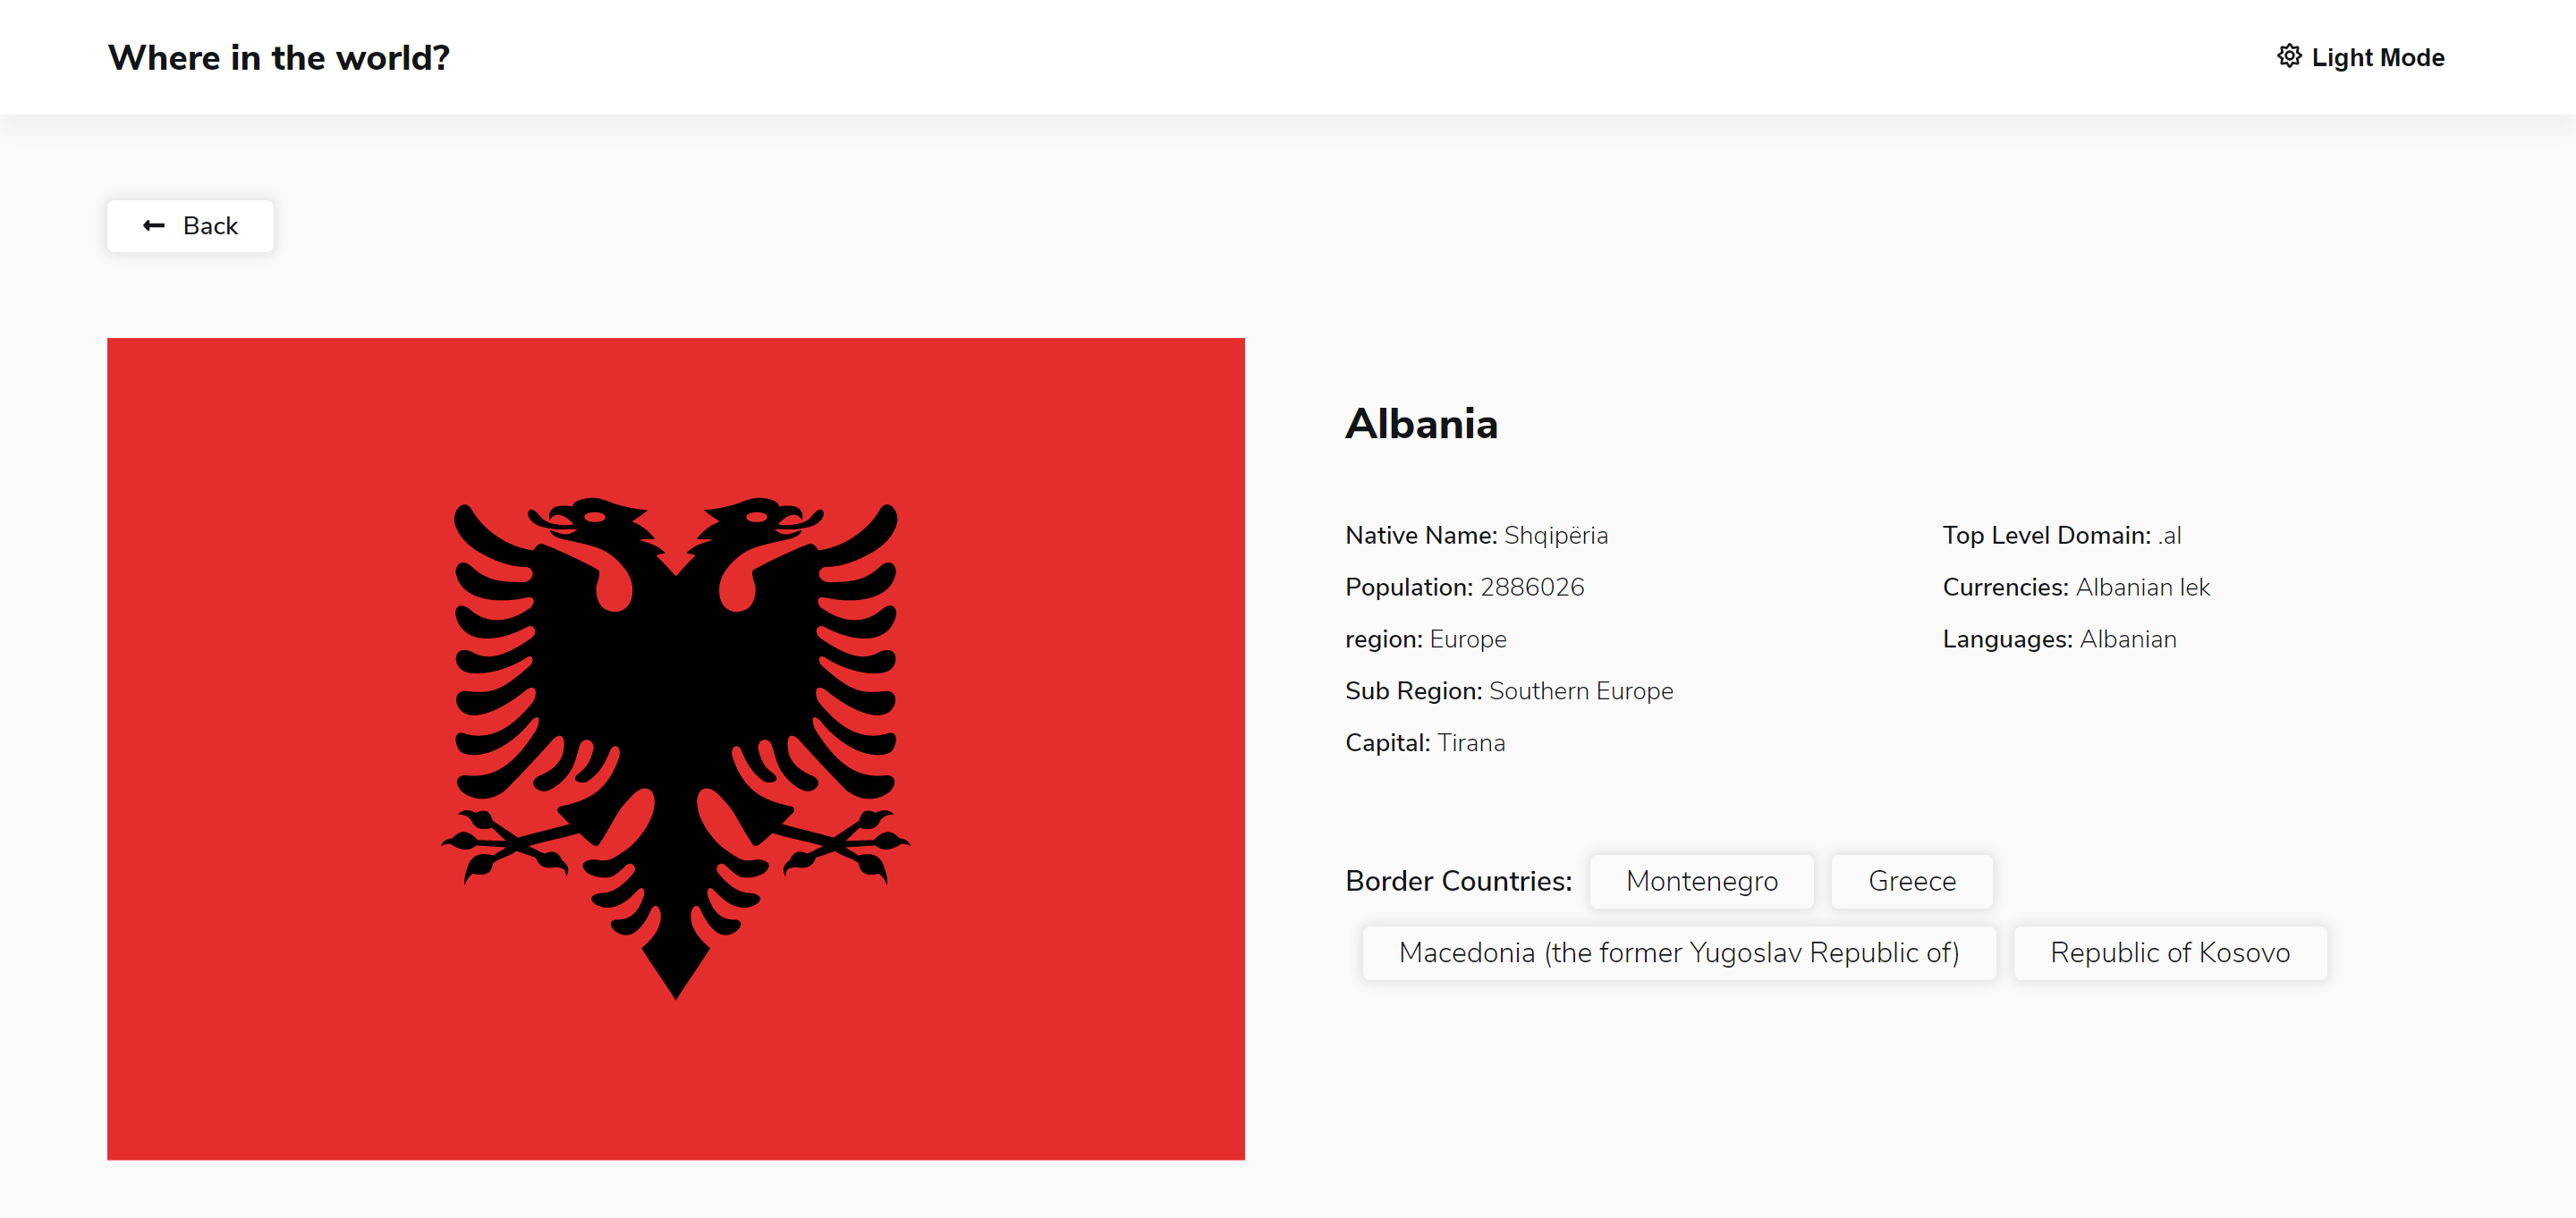 Where in the world?
Light Mode
Back
Albania
Native Name: Shqipëria
Population: 2886026
region: Europe
Sub Region: Southern Europe
Capital: Tirana
Top Level Domain: .al
Currencies: Albanian lek
Languages: Albanian
Border Countries: Montenegro Greece
Macedonia (the former Yugoslav Republic of) Republic of Kosovo